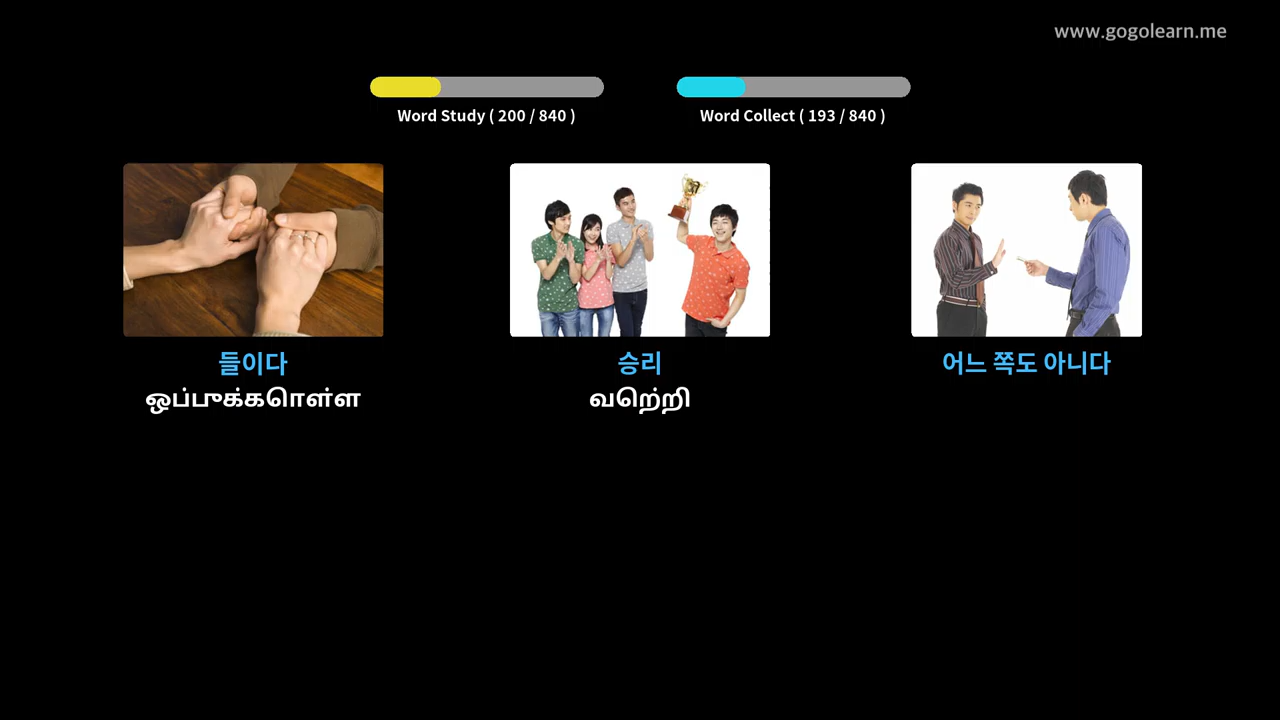 www.gogolearn.me
Word Study ( 200 / 840 )
Word Collect ( 193 / 840 )
들이다
ஒப்புக்கொள்ள
승리
வெற்றி
어느 쪽도 아니다